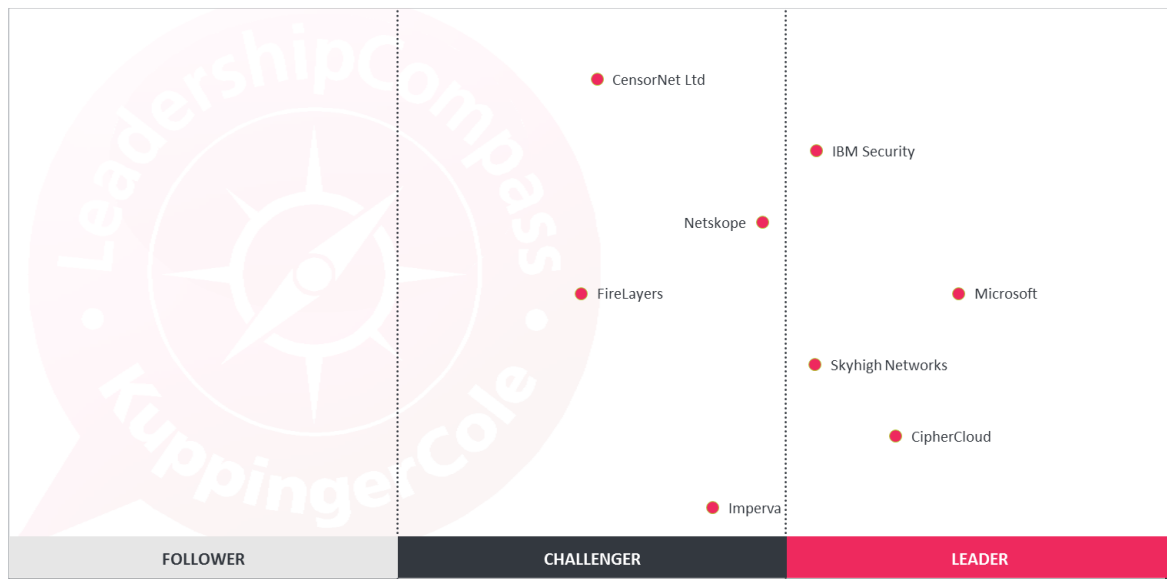 LeadershipCompass
KuppingerCole
CensorNet Ltd
IBM Security
Netskope
FireLayers
Microsoft
Skyhigh Networks
CipherCloud
Imperva
FOLLOWER
CHALLENGER
LEADER